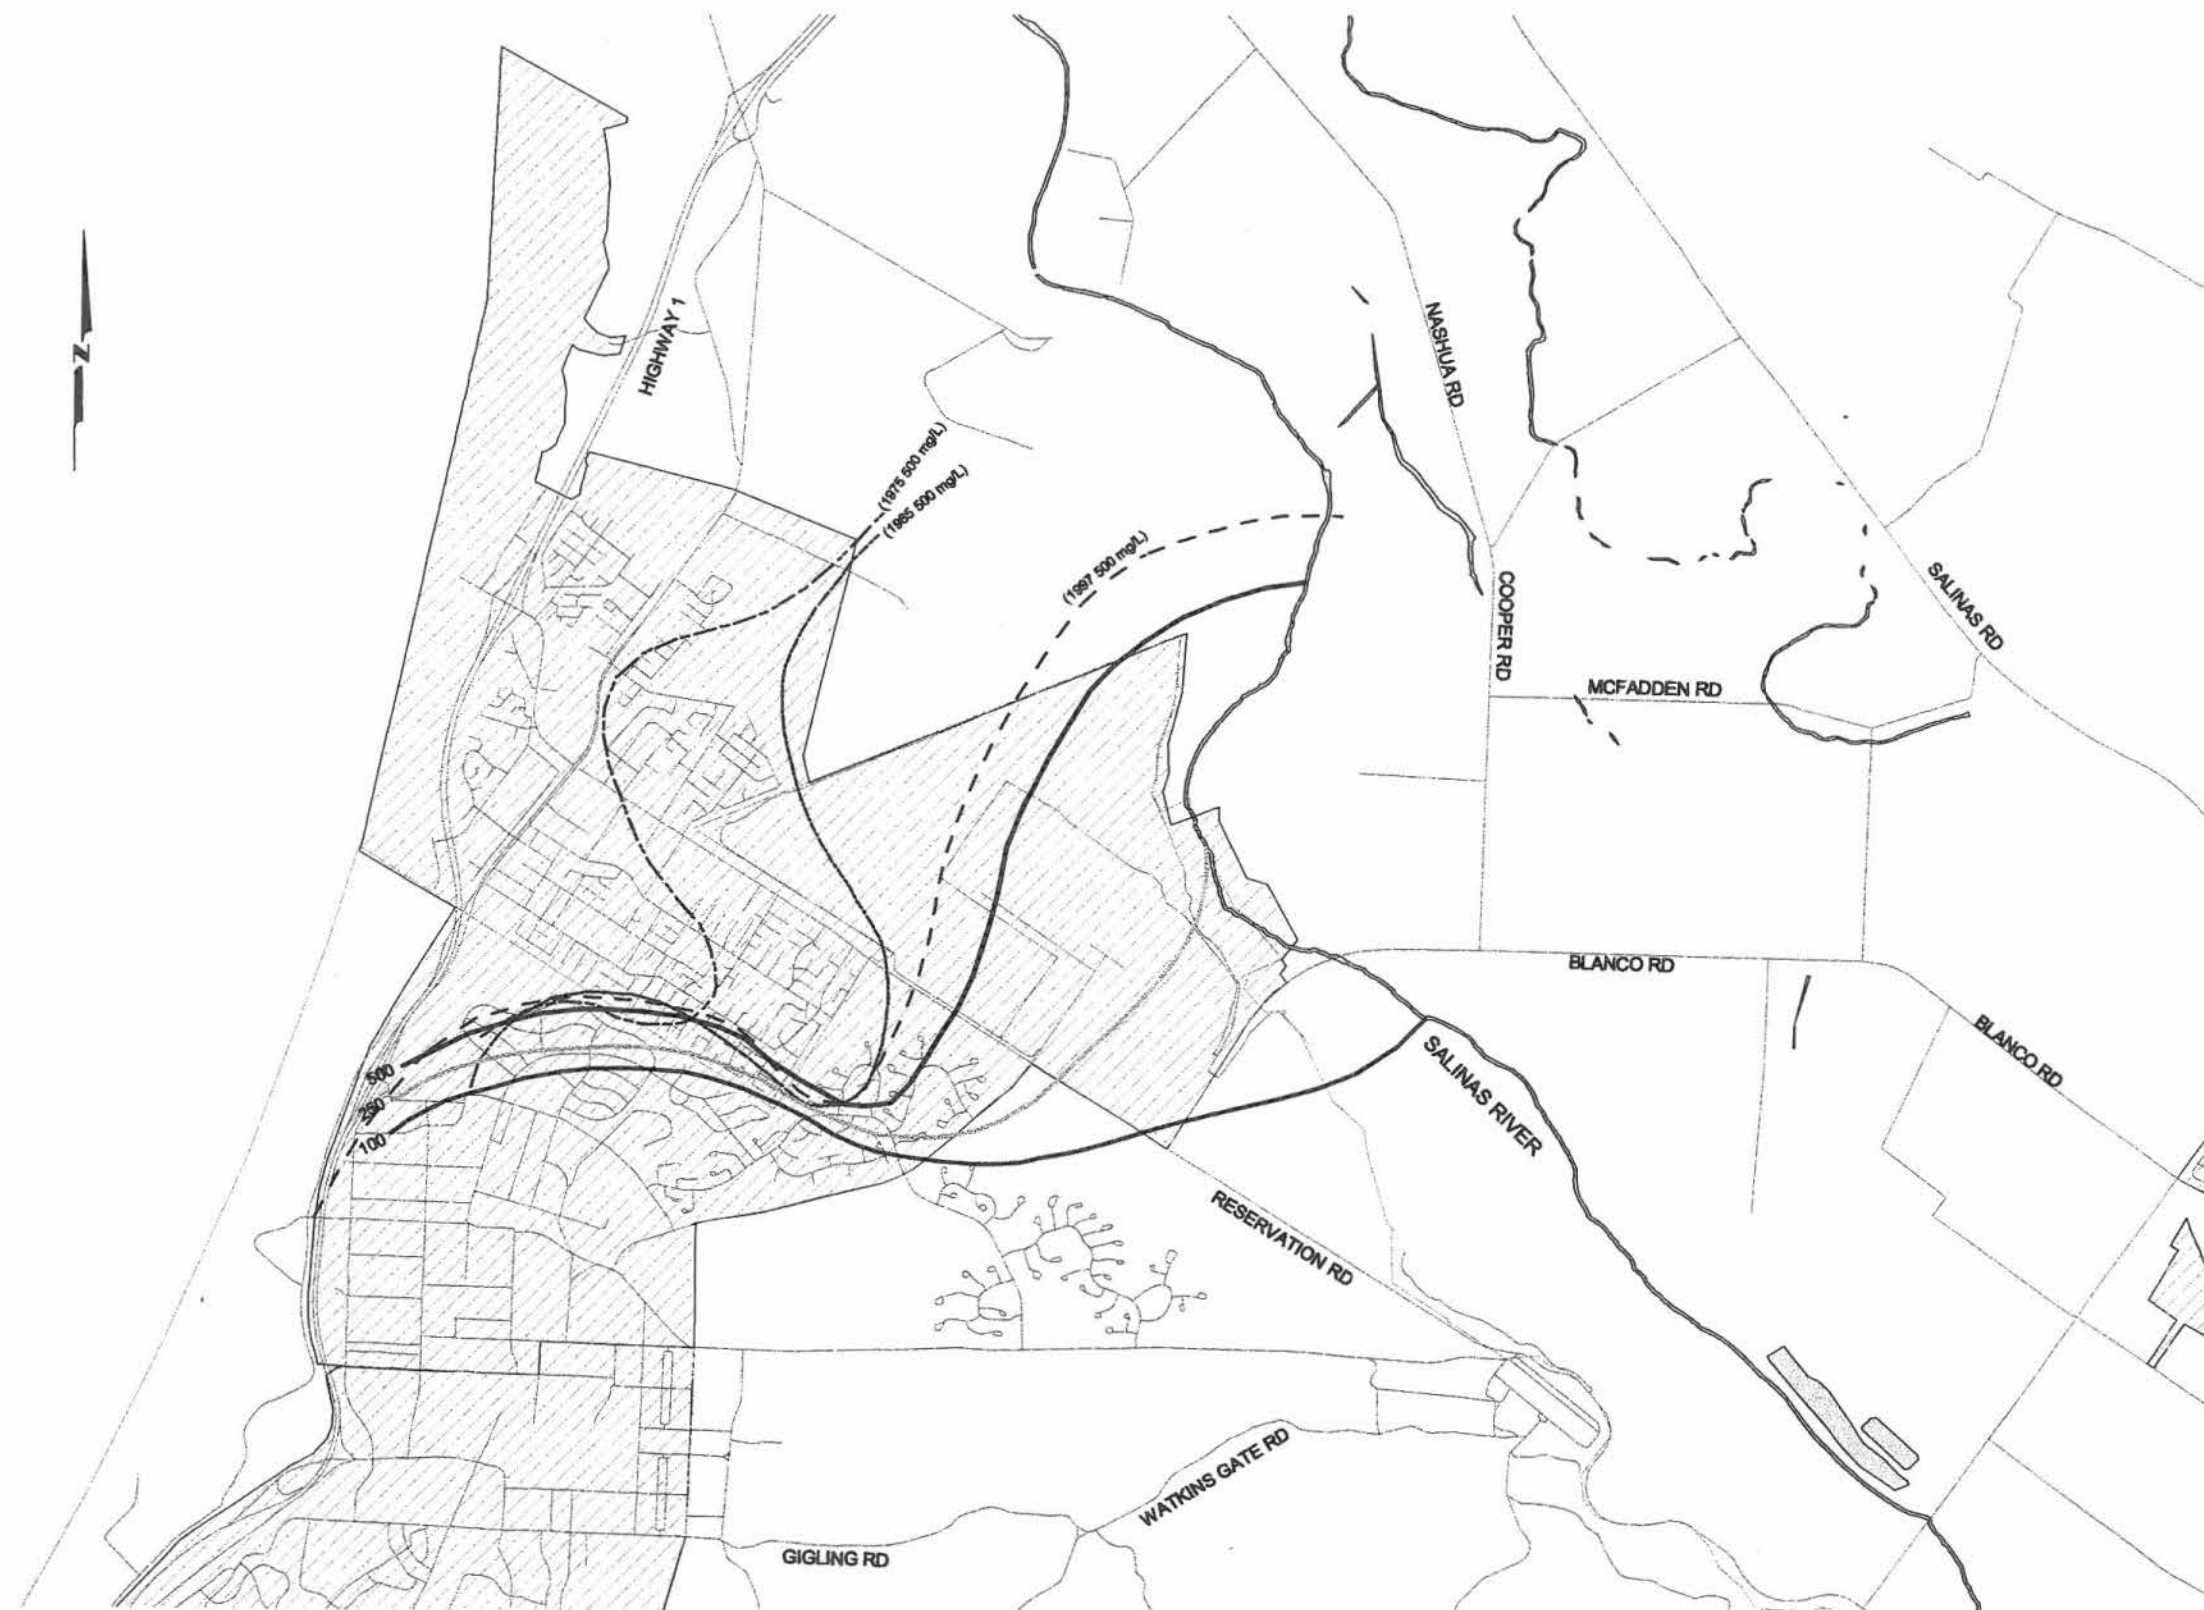 N
HIGHWAY 1
NASHUA RD
(1975 500 mg/L)
(1985 500 mg/L)
(1997 500 mg/L)
COOPER RD
SALINAS RD
MCFADDEN RD
BLANCO RD
BLANCO RD
SALINAS RIVER
500
250
100
RESERVATION RD
WATKINS GATE RD
GIGLING RD